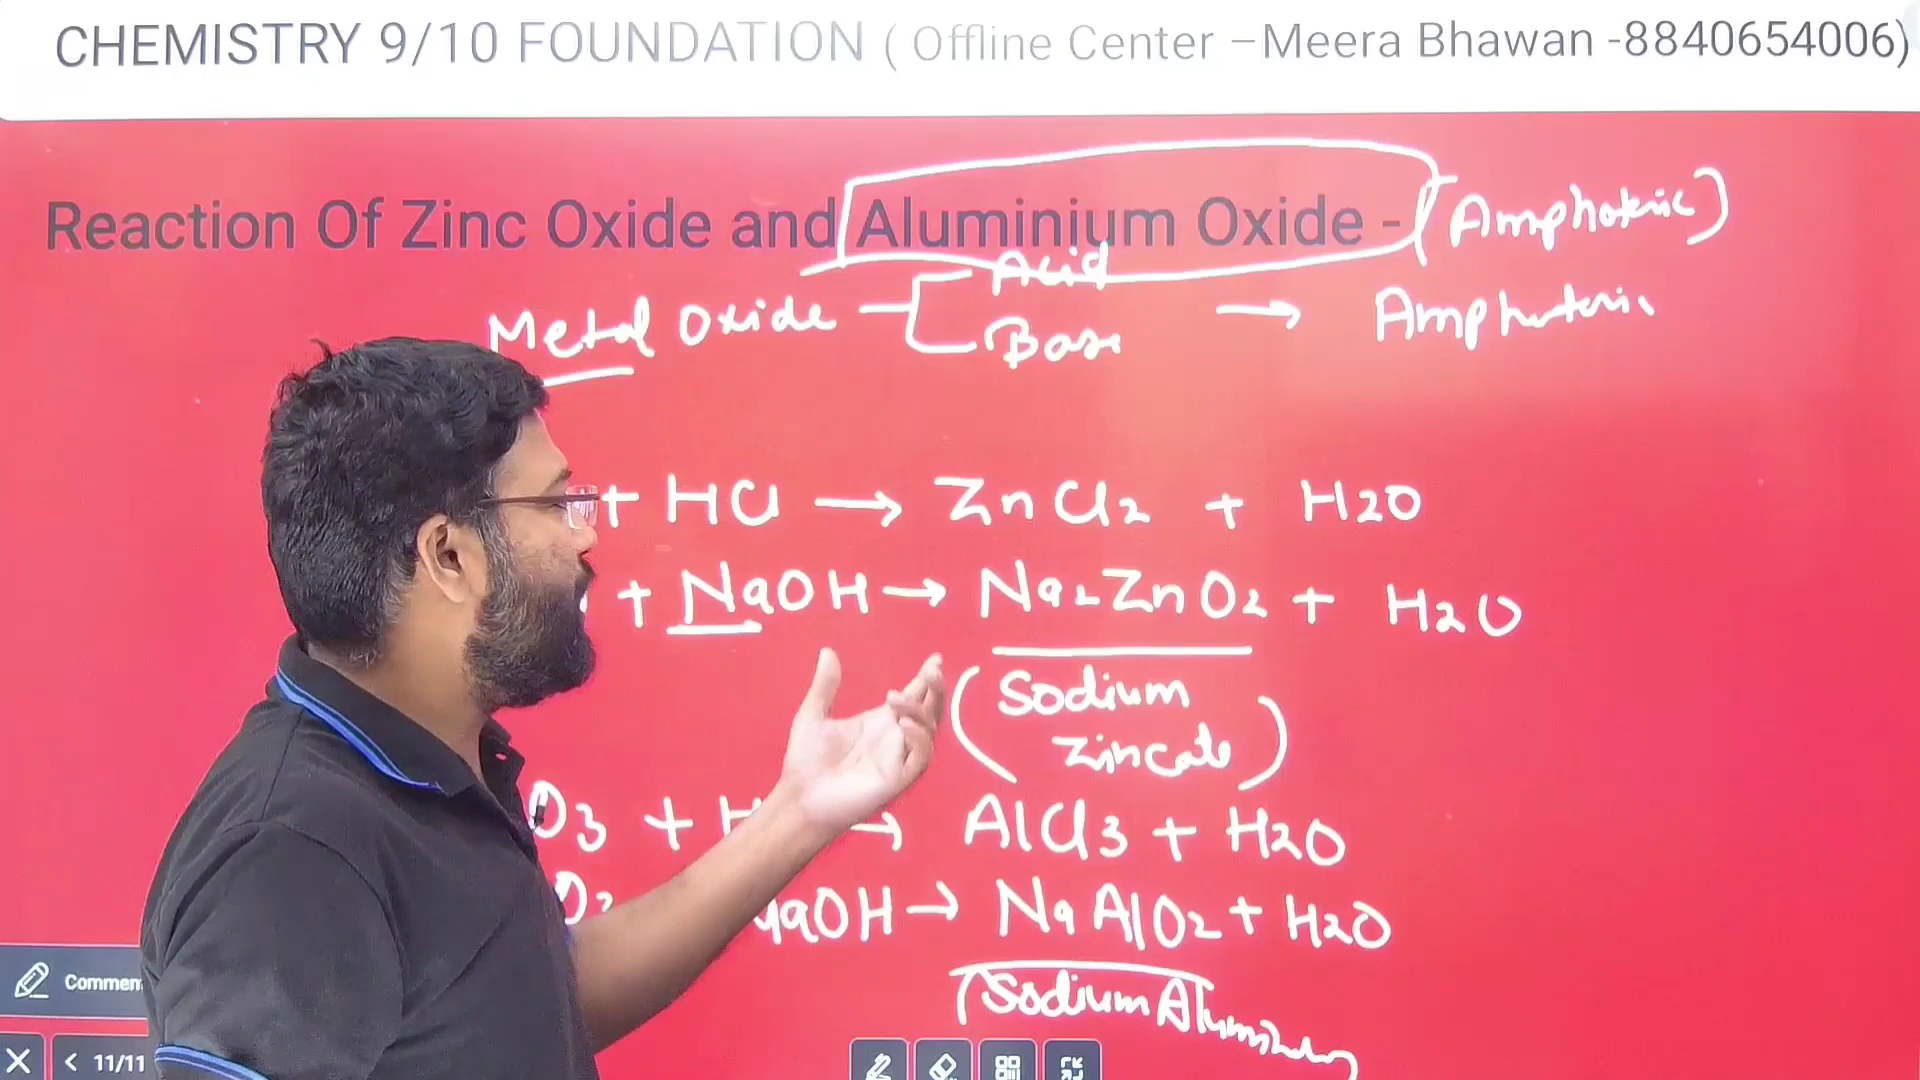 CHEMISTRY 9/10 FOUNDATION ( Offline Center –Meera Bhawan -8840654006)
Reaction Of Zinc Oxide and Aluminium Oxide - (Amphoteric)
Metal Oxide Acid Base → Amphoteric
+ HCl → ZnCl2 + H2O
+ NaOH → Na2ZnO2 + H2O
(Sodium
Zincate)
O3 + H → AlCl3 + H2O
NaOH → NaAlO2 + H2O
(Sodium
Commen
< 11/11